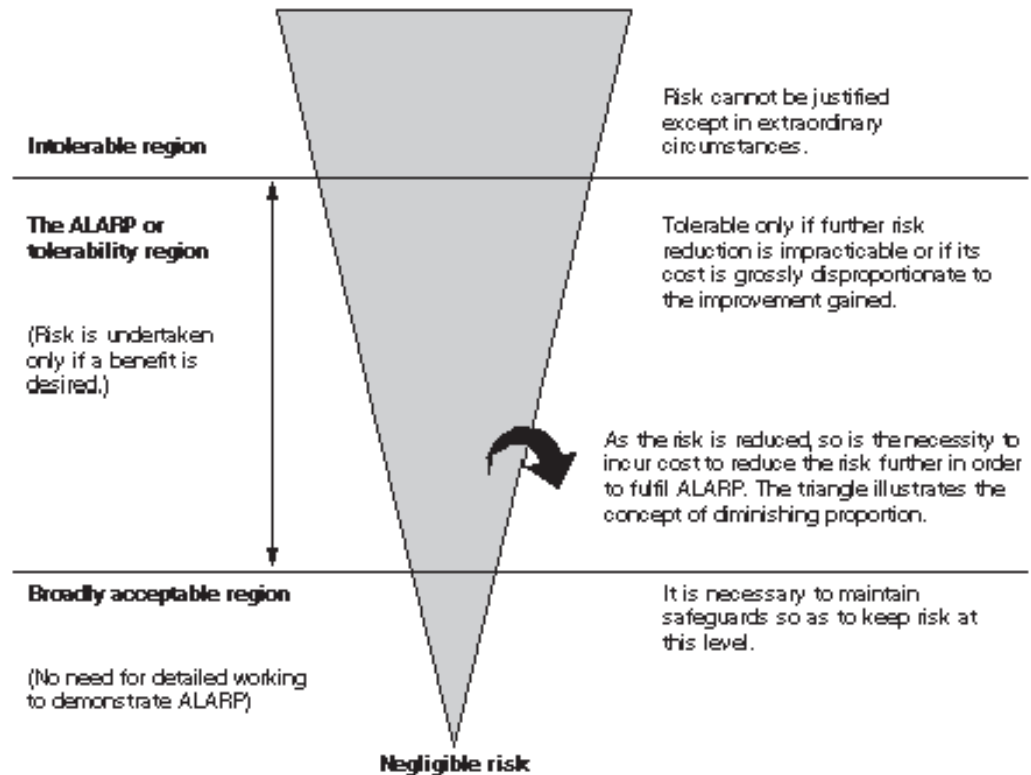 Risk cannot be justified
except in extraordinary
circumstances.
Intolerable region
The ALARP or
tolerability region
Tolerable only if further risk
reduction is impracticable or if its
cost is grossly disproportionate to
the improvement gained.
(Risk is undertaken
only if a benefit is
desired.)
As the risk is reduced, so is the necessity to
incur cost to reduce the risk further in order
to fulfil ALARP. The triangle illustrates the
concept of diminishing proportion.
Broadly acceptable region
It is necessary to maintain
safeguards so as to keep risk at
this level.
(No need for detailed working
to demonstrate ALARP)
Negligible risk